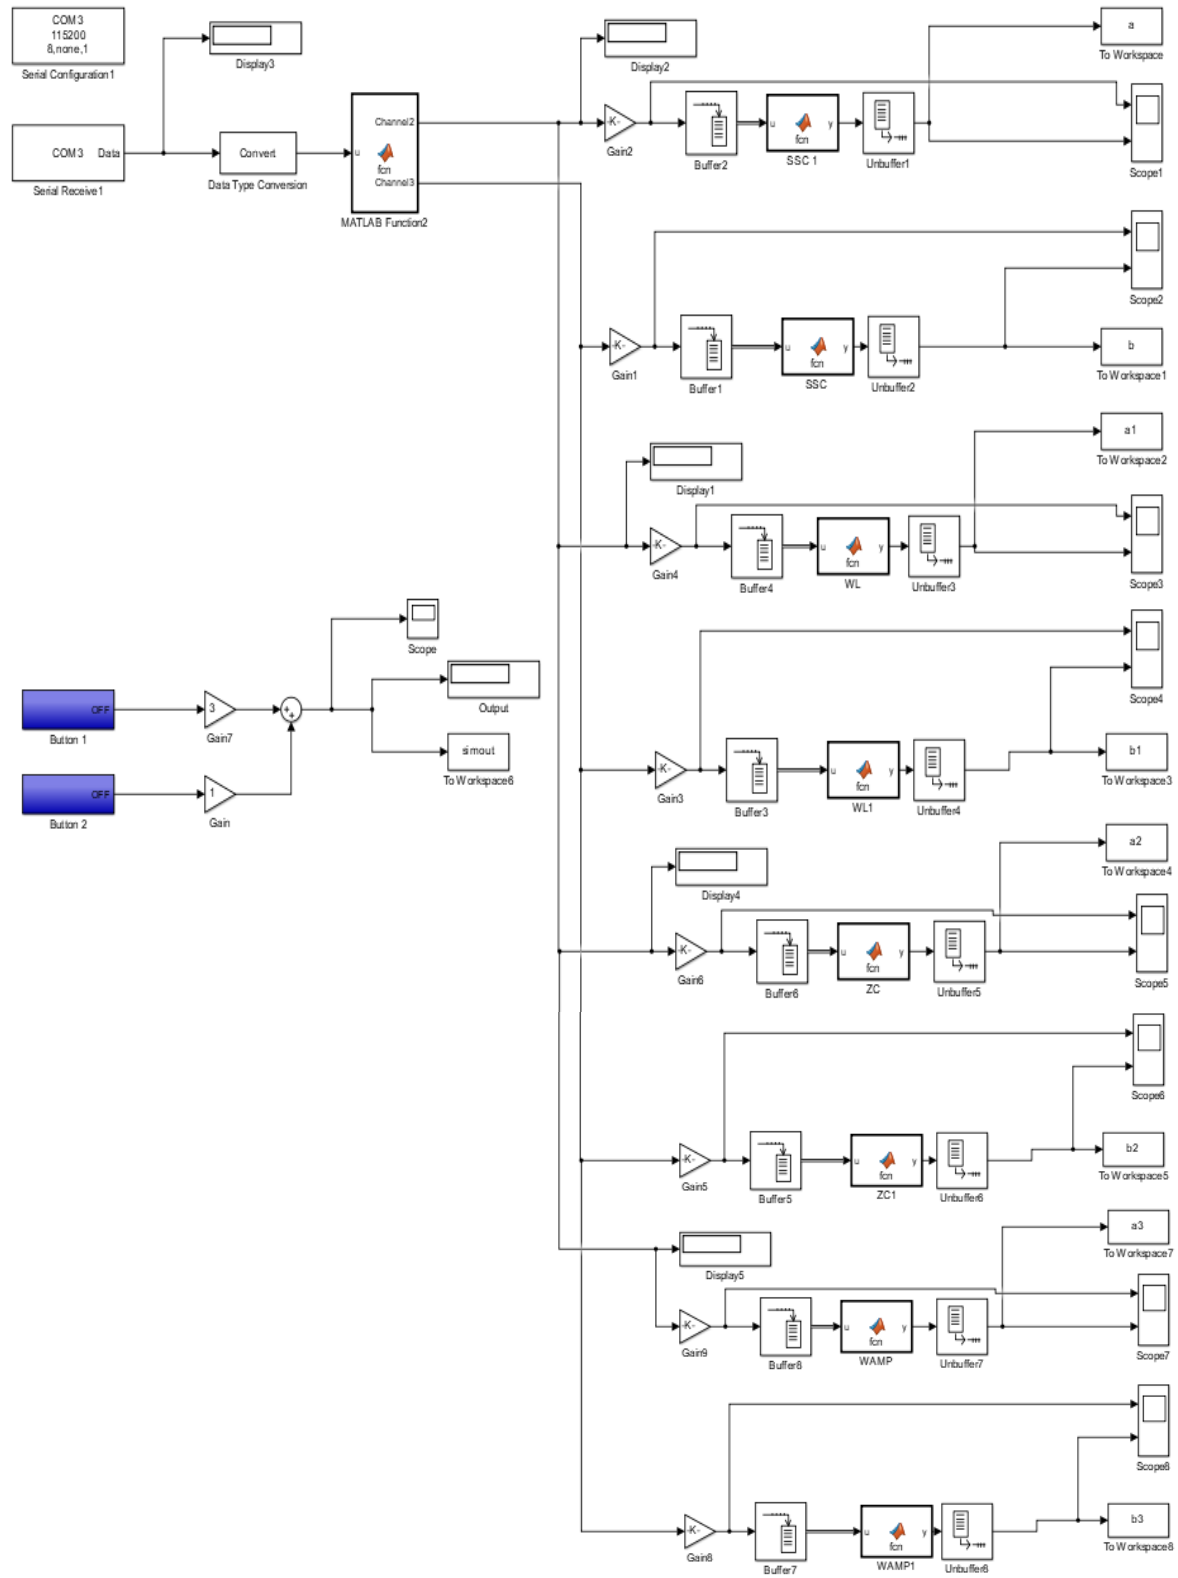 COM3
115200
8,none,1
Serial Configuration1
Display3
COM3 Data
Serial Receive1
Convert
Data Type Conversion
Channel2
u
fcn
Channel3
MATLAB Function2
Display2
-K-
Gain2
Buffer2
u fcn y
SSC 1
Unbuffer1
a
To Workspace
Scope1
-K-
Gain1
Buffer1
u fcn y
SSC
Unbuffer2
Scope2
b
To Workspace1
Display1
-K-
Gain4
Buffer4
u fcn y
WL
Unbuffer3
a1
To Workspace2
Scope3
Scope
Output
OFF
Button 1
3
Gain7
++
simout
To Workspace6
OFF
Button 2
1
Gain
-K-
Gain3
Buffer3
u fcn y
WL1
Unbuffer4
Scope4
b1
To Workspace3
Display4
-K-
Gain6
Buffer6
u fcn y
ZC
Unbuffer5
a2
To Workspace4
Scope5
-K-
Gain5
Buffer5
u fcn y
ZC1
Unbuffer6
Scope6
b2
To Workspace5
Display5
-K-
Gain9
Buffer8
u fcn y
WAMP
Unbuffer7
a3
To Workspace7
Scope7
-K-
Gain8
Buffer7
u fcn y
WAMP1
Unbuffer8
Scope8
b3
To Workspace8